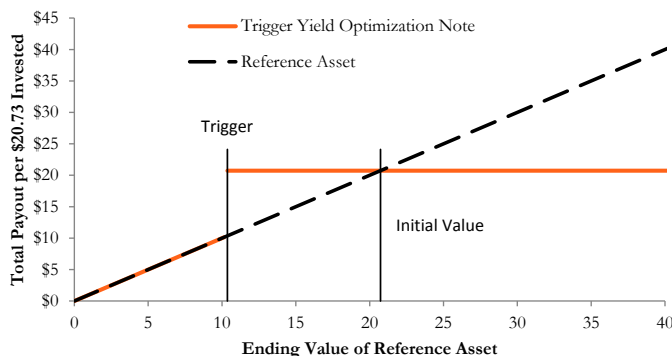 $45
$40
$35
$30
$25
$20
$15
$10
$5
$0
Total Payout per $20.73 Invested
Trigger Yield Optimization Note
Reference Asset
Trigger
Initial Value
0 5 10 15 20 25 30 35 40
Ending Value of Reference Asset